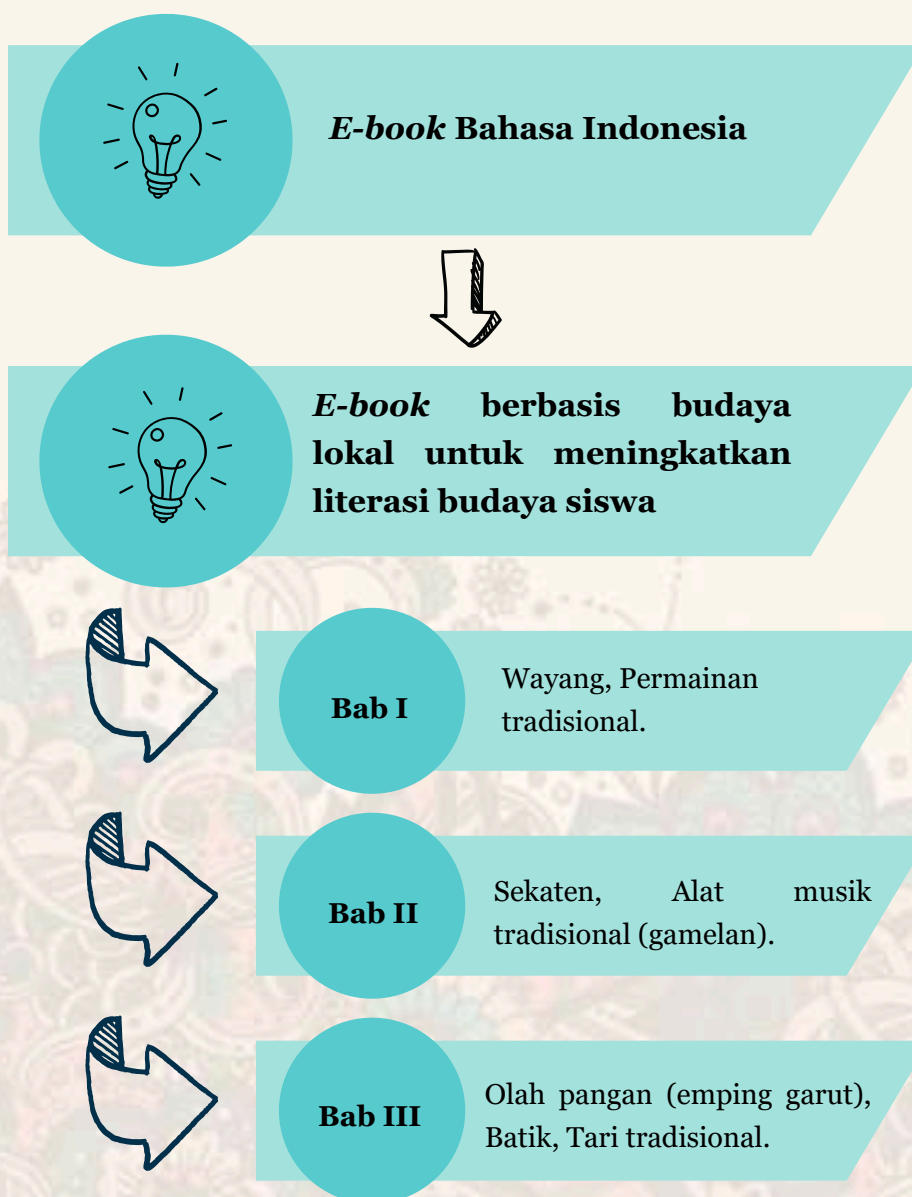 E-book Bahasa Indonesia
E-book berbasis budaya
lokal untuk meningkatkan
literasi budaya siswa
Bab I
Wayang, Permainan
tradisional.
Bab II
Sekaten, Alat musik
tradisional (gamelan).
Bab III
Olah pangan (emping garut),
Batik, Tari tradisional.